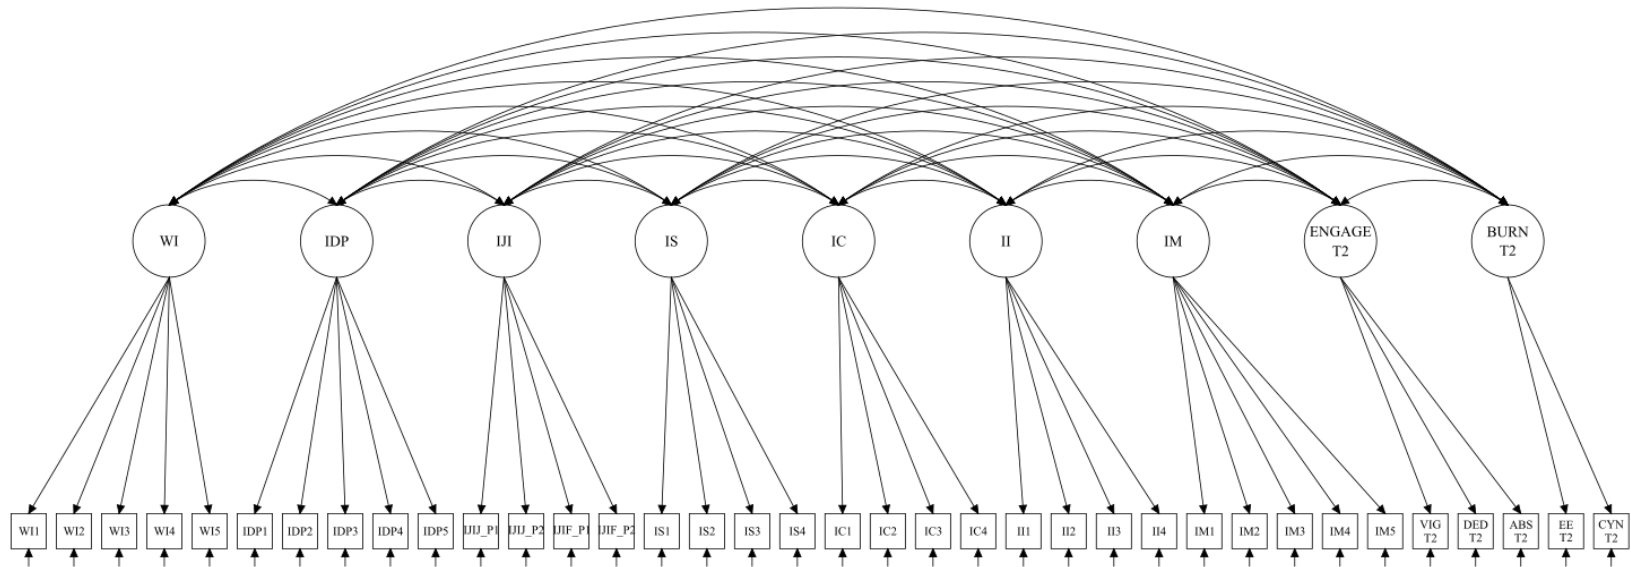 WI
IDP
IJI
IS
IC
II
IM
ENGAGE
T2
BURN
T2
WI1
WI2
WI3
WI4
WI5
IDP1
IDP2
IDP3
IDP4
IDP5
IJIJ_P1
IJIJ_P2
IJIF_P1
IJIF_P2
IS1
IS2
IS3
IS4
IC1
IC2
IC3
IC4
II1
II2
II3
II4
IM1
IM2
IM3
IM4
IM5
VIG
T2
DED
T2
ABS
T2
EE
T2
CYN
T2